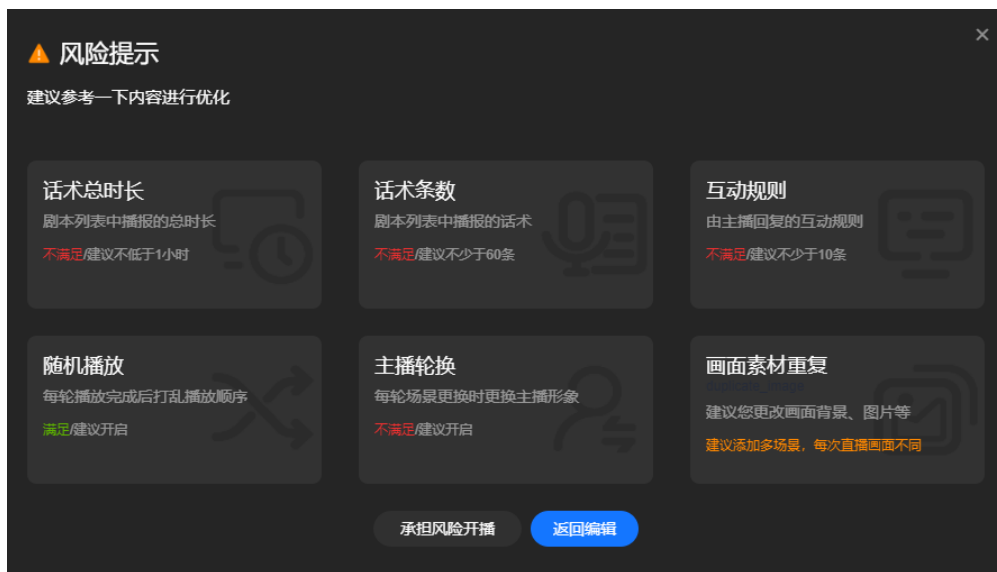 风险提示
建议参考一下内容进行优化
话术总时长
剧本列表中播报的总时长
不满足/建议不低于1小时
话术条数
剧本列表中播报的话术
不满足/建议不少于60条
互动规则
由主播回复的互动规则
不满足/建议不少于10条
随机播放
每轮播放完成后打乱播放顺序
满足/建议开启
主播轮换
每轮场景更换时更换主播形象
不满足/建议开启
画面素材重复
建议您更改画面背景、图片等
建议添加多场景，每次直播画面不同
承担风险开播
返回编辑